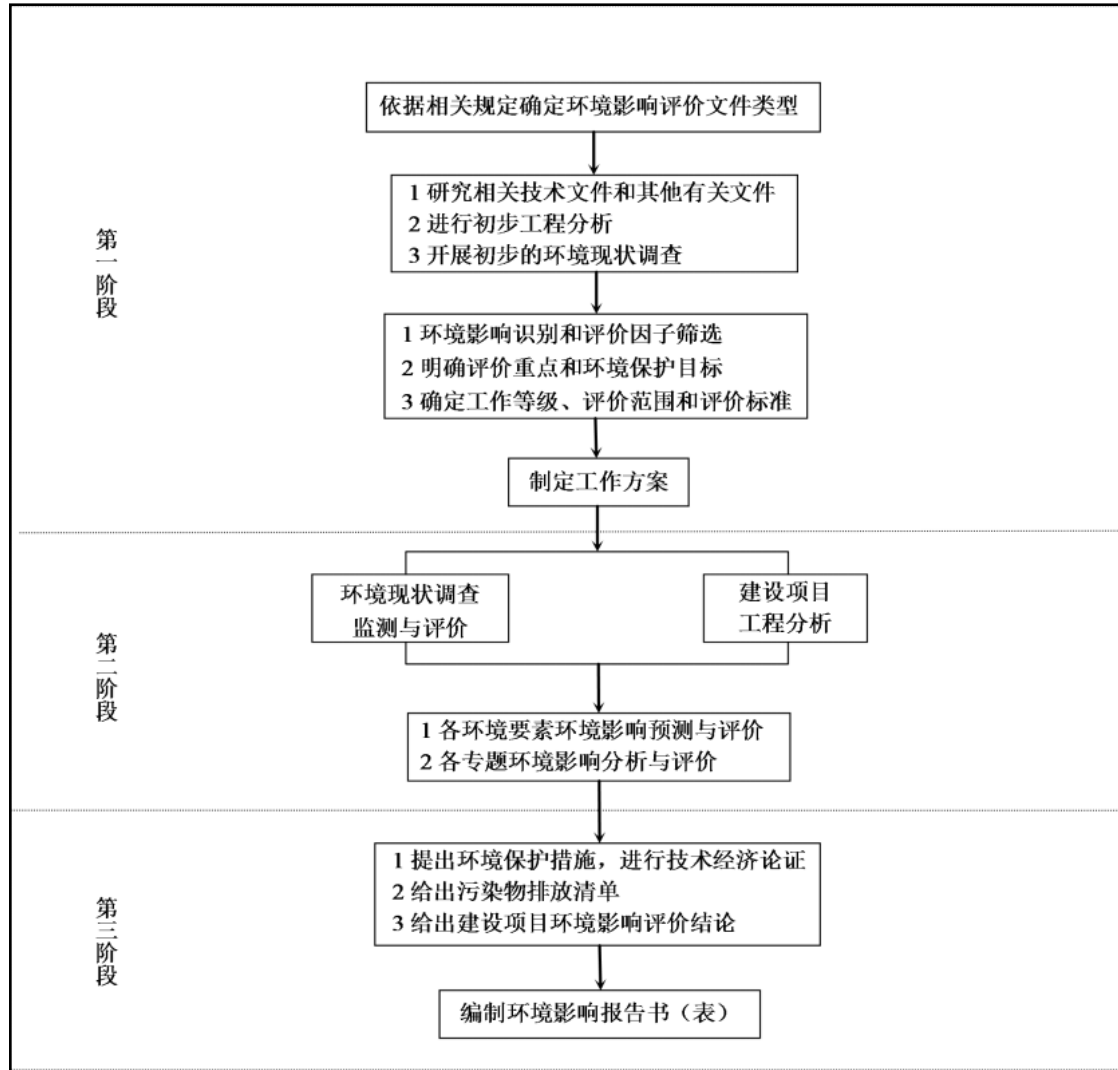 依据相关规定确定环境影响评价文件类型
第一阶段
1 研究相关技术文件和其他有关文件
2 进行初步工程分析
3 开展初步的环境现状调查
1 环境影响识别和评价因子筛选
2 明确评价重点和环境保护目标
3 确定工作等级、评价范围和评价标准
制定工作方案
第二阶段
环境现状调查
监测与评价
建设项目
工程分析
1 各环境要素环境影响预测与评价
2 各专题环境影响分析与评价
第三阶段
1 提出环境保护措施，进行技术经济论证
2 给出污染物排放清单
3 给出建设项目环境影响评价结论
编制环境影响报告书（表）